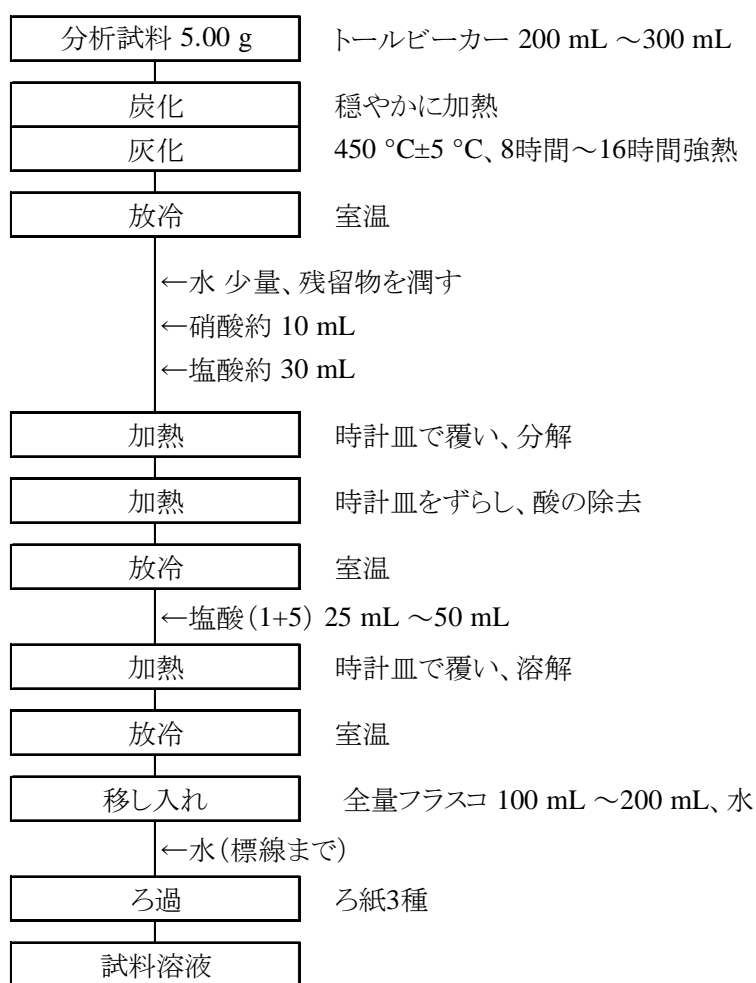 分析試料 5.00 g トールビーカー 200 mL ～300 mL
炭化 穏やかに加熱
灰化 450 °C±5 °C、8時間～16時間強熱
放冷 室温
←水 少量、残留物を潤す
←硝酸約 10 mL
←塩酸約 30 mL
加熱 時計皿で覆い、分解
加熱 時計皿をずらし、酸の除去
放冷 室温
←塩酸(1+5) 25 mL ～50 mL
加熱 時計皿で覆い、溶解
放冷 室温
移し入れ 全量フラスコ 100 mL ～200 mL、水
←水(標線まで)
ろ過 ろ紙3種
試料溶液